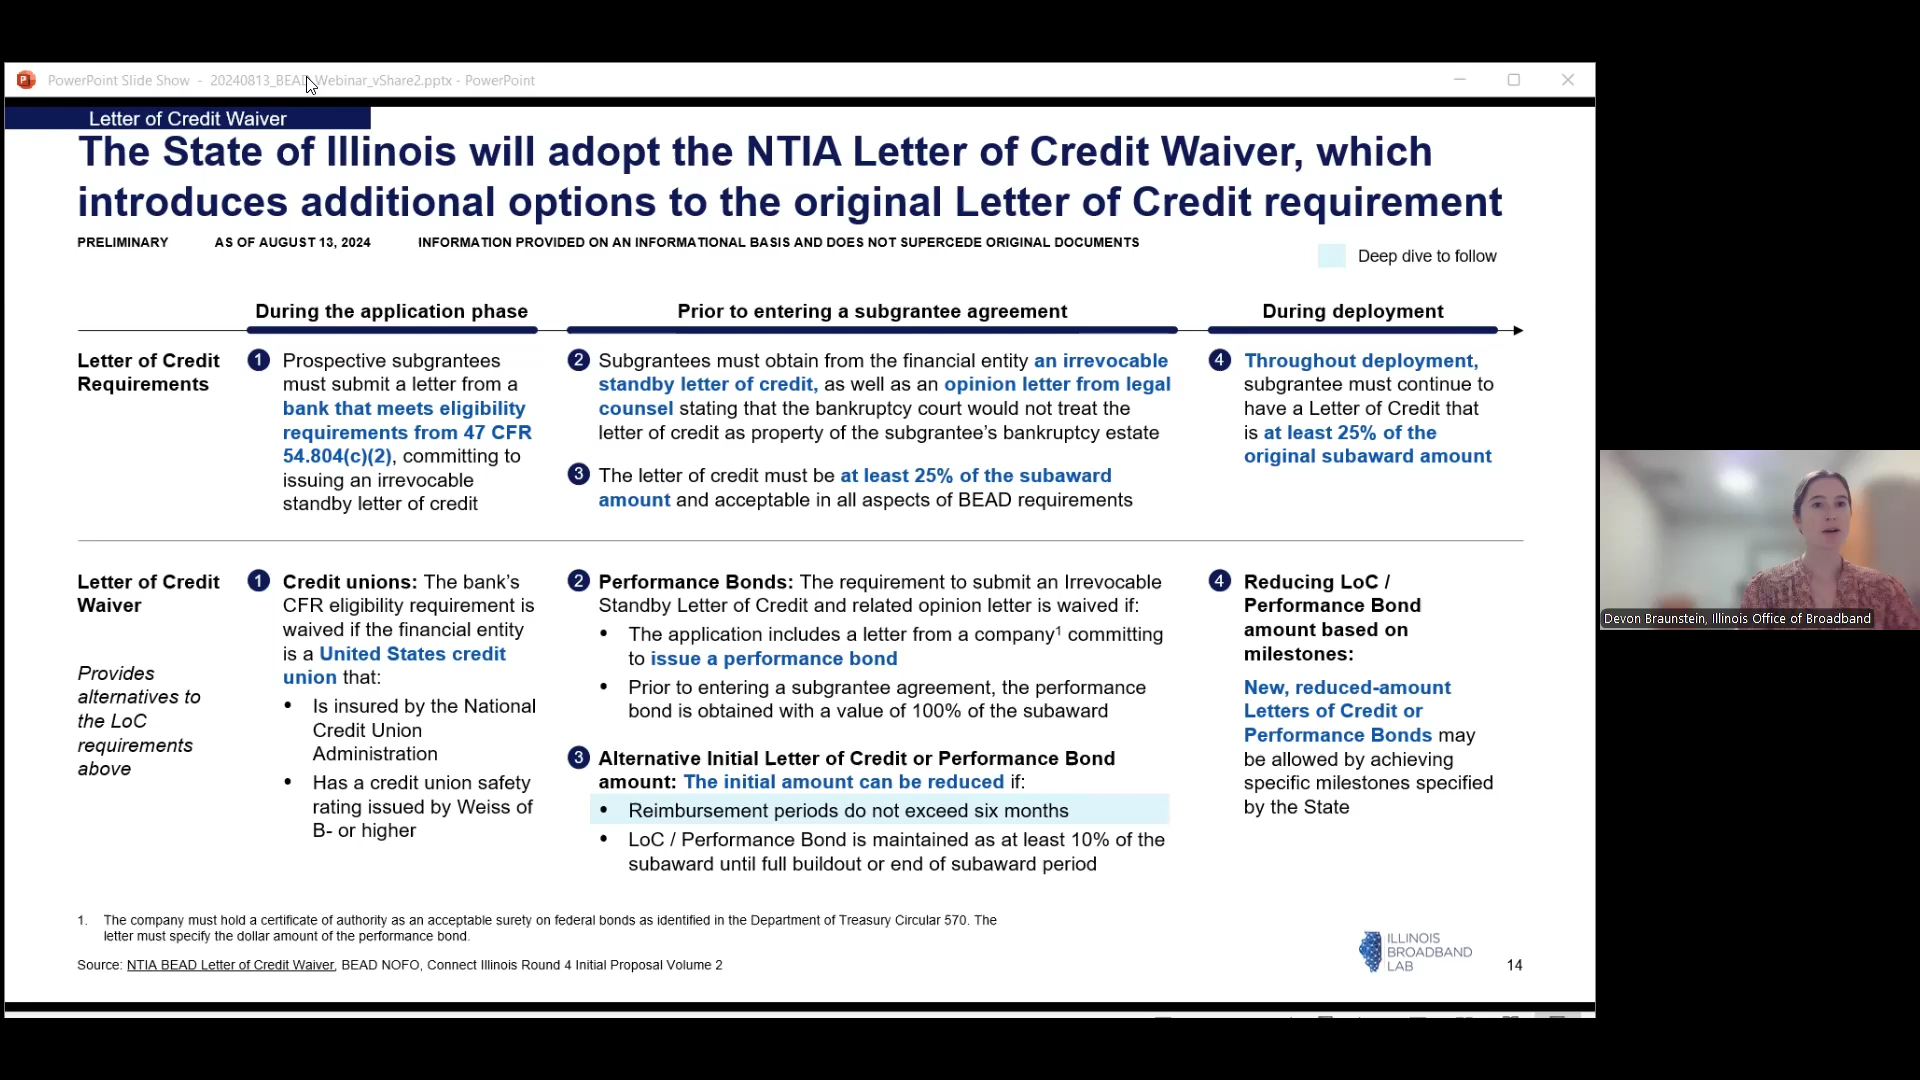 PowerPoint Slide Show - 20240813_BEAD_Webinar_vShare2.pptx - PowerPoint
Letter of Credit Waiver
The State of Illinois will adopt the NTIA Letter of Credit Waiver, which
introduces additional options to the original Letter of Credit requirement
PRELIMINARY AS OF AUGUST 13, 2024 INFORMATION PROVIDED ON AN INFORMATIONAL BASIS AND DOES NOT SUPERCEDE ORIGINAL DOCUMENTS
Deep dive to follow
During the application phase
Prior to entering a subgrantee agreement
During deployment
Letter of Credit
Requirements
1 Prospective subgrantees
must submit a letter from a
bank that meets eligibility
requirements from 47 CFR
54.804(c)(2), committing to
issuing an irrevocable
standby letter of credit
2 Subgrantees must obtain from the financial entity an irrevocable
standby letter of credit, as well as an opinion letter from legal
counsel stating that the bankruptcy court would not treat the
letter of credit as property of the subgrantee's bankruptcy estate
3 The letter of credit must be at least 25% of the subaward
amount and acceptable in all aspects of BEAD requirements
4 Throughout deployment,
subgrantee must continue to
have a Letter of Credit that
is at least 25% of the
original subaward amount
Letter of Credit
Waiver
Provides
alternatives to
the LoC
requirements
above
1 Credit unions: The bank's
CFR eligibility requirement is
waived if the financial entity
is a United States credit
union that:
• Is insured by the National
Credit Union
Administration
• Has a credit union safety
rating issued by Weiss of
B- or higher
2 Performance Bonds: The requirement to submit an Irrevocable
Standby Letter of Credit and related opinion letter is waived if:
• The application includes a letter from a company¹ committing
to issue a performance bond
• Prior to entering a subgrantee agreement, the performance
bond is obtained with a value of 100% of the subaward
3 Alternative Initial Letter of Credit or Performance Bond
amount: The initial amount can be reduced if:
• Reimbursement periods do not exceed six months
• LoC / Performance Bond is maintained as at least 10% of the
subaward until full buildout or end of subaward period
4 Reducing LoC /
Performance Bond
amount based on
milestones:
New, reduced-amount
Letters of Credit or
Performance Bonds may
be allowed by achieving
specific milestones specified
by the State
1. The company must hold a certificate of authority as an acceptable surety on federal bonds as identified in the Department of Treasury Circular 570. The
letter must specify the dollar amount of the performance bond.
Source: NTIA BEAD Letter of Credit Waiver, BEAD NOFO, Connect Illinois Round 4 Initial Proposal Volume 2
ILLINOIS
BROADBAND
LAB
14
Devon Braunstein, Illinois Office of Broadband